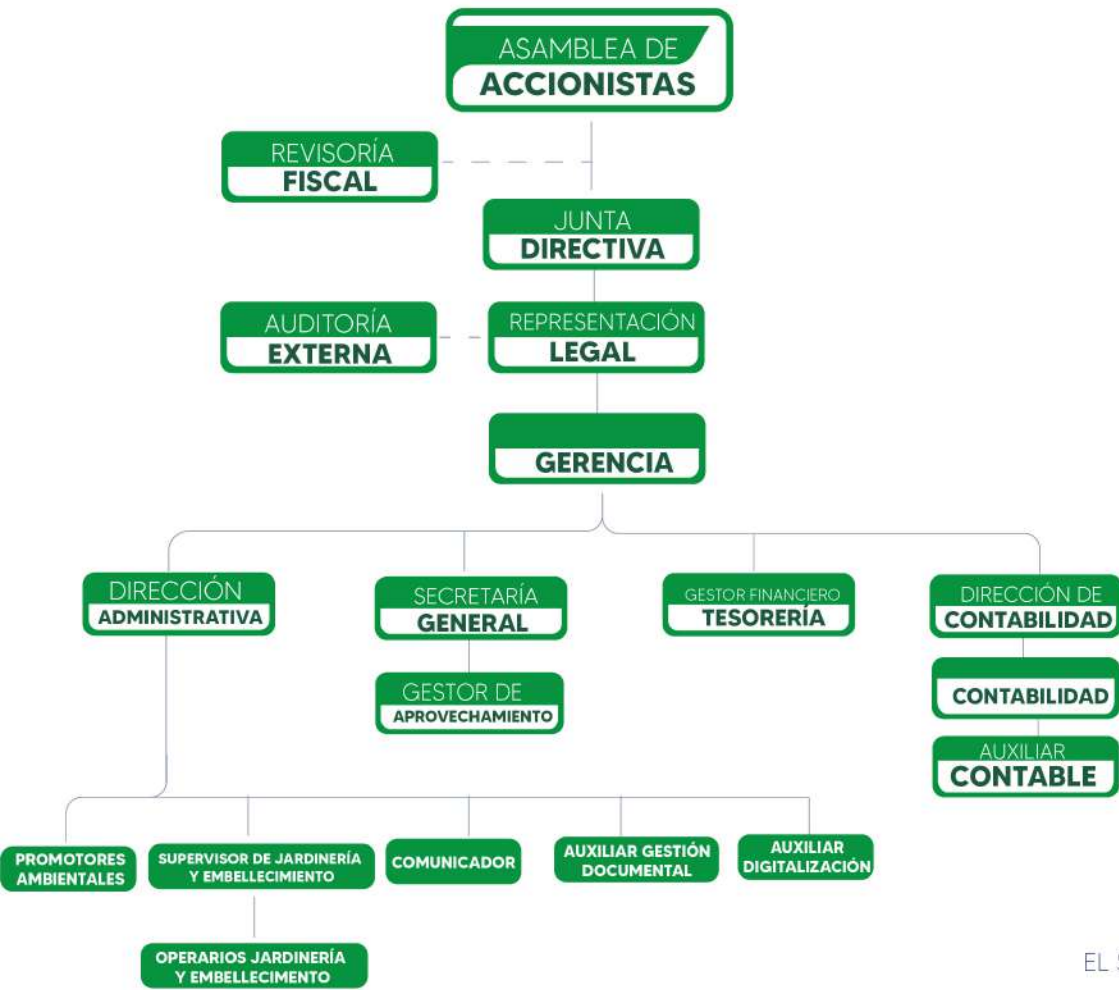 ASAMBLEA DE
ACCIONISTAS
REVISORÍA
FISCAL
JUNTA
DIRECTIVA
AUDITORÍA
EXTERNA
REPRESENTACIÓN
LEGAL
GERENCIA
DIRECCIÓN
ADMINISTRATIVA
SECRETARÍA
GENERAL
GESTOR FINANCIERO
TESORERÍA
DIRECCIÓN DE
CONTABILIDAD
GESTOR DE
APROVECHAMIENTO
CONTABILIDAD
AUXILIAR
CONTABLE
PROMOTORES
AMBIENTALES
SUPERVISOR DE JARDINERÍA
Y EMBELLECIMIENTO
COMUNICADOR
AUXILIAR GESTIÓN
DOCUMENTAL
AUXILIAR
DIGITALIZACIÓN
OPERARIOS JARDINERÍA
Y EMBELLECIMENTO
EL